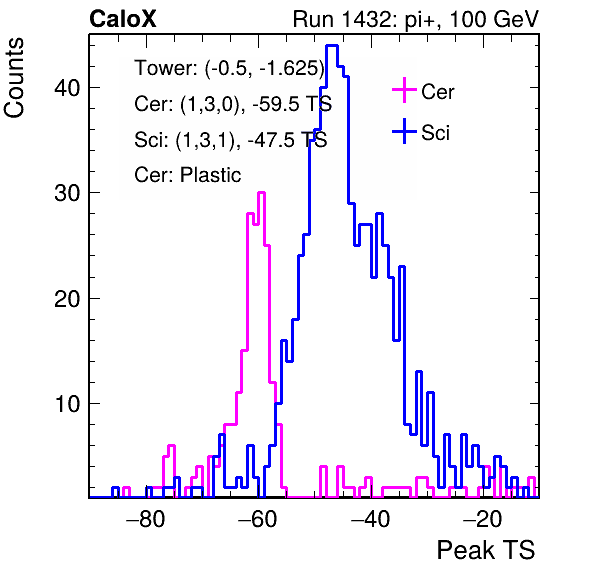 CaloX
Run 1432: pi+, 100 GeV
Counts
Tower: (-0.5, -1.625)
Cer: (1,3,0), -59.5 TS
Sci: (1,3,1), -47.5 TS
Cer: Plastic
Cer
Sci
40
30
20
10
−80
−60
−40
−20
Peak TS